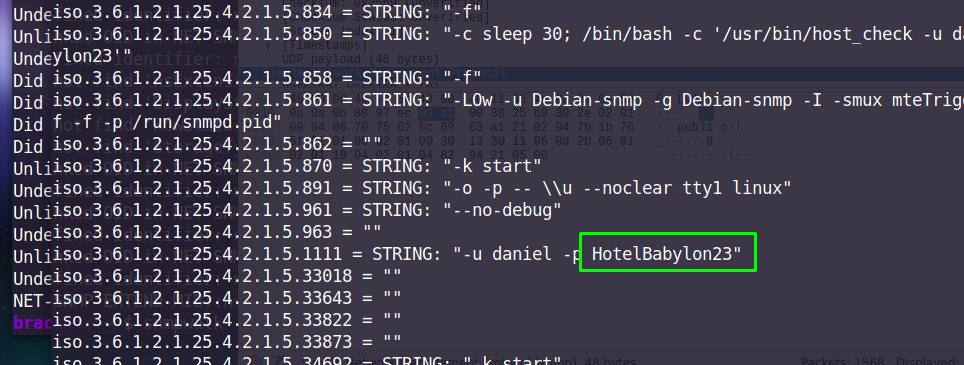 Unde iso.3.6.1.2.1.25.4.2.1.5.834 = STRING: "-f"
Unli iso.3.6.1.2.1.25.4.2.1.5.850 = STRING: "-c sleep 30; /bin/bash -c '/usr/bin/host_check -u da
Unde ylon23'"
Did iso.3.6.1.2.1.25.4.2.1.5.858 = STRING: "-f"
Did iso.3.6.1.2.1.25.4.2.1.5.861 = STRING: "-LOw -u Debian-snmp -g Debian-snmp -I -smux mteTrig
Did f -f -p /run/snmpd.pid"
Did iso.3.6.1.2.1.25.4.2.1.5.862 = ""
Unli iso.3.6.1.2.1.25.4.2.1.5.870 = STRING: "-k start"
Unde iso.3.6.1.2.1.25.4.2.1.5.891 = STRING: "-o -p -- \\u --noclear tty1 linux"
Unli iso.3.6.1.2.1.25.4.2.1.5.961 = STRING: "--no-debug"
Unde iso.3.6.1.2.1.25.4.2.1.5.963 = ""
Unli iso.3.6.1.2.1.25.4.2.1.5.1111 = STRING: "-u daniel -p HotelBabylon23"
Unde iso.3.6.1.2.1.25.4.2.1.5.33018 = ""
NET- iso.3.6.1.2.1.25.4.2.1.5.33643 = ""
Unde iso.3.6.1.2.1.25.4.2.1.5.33822 = ""
brac iso.3.6.1.2.1.25.4.2.1.5.33873 = ""
iso.3.6.1.2.1.25.4.2.1.5.34692 = STRING: "-k start"